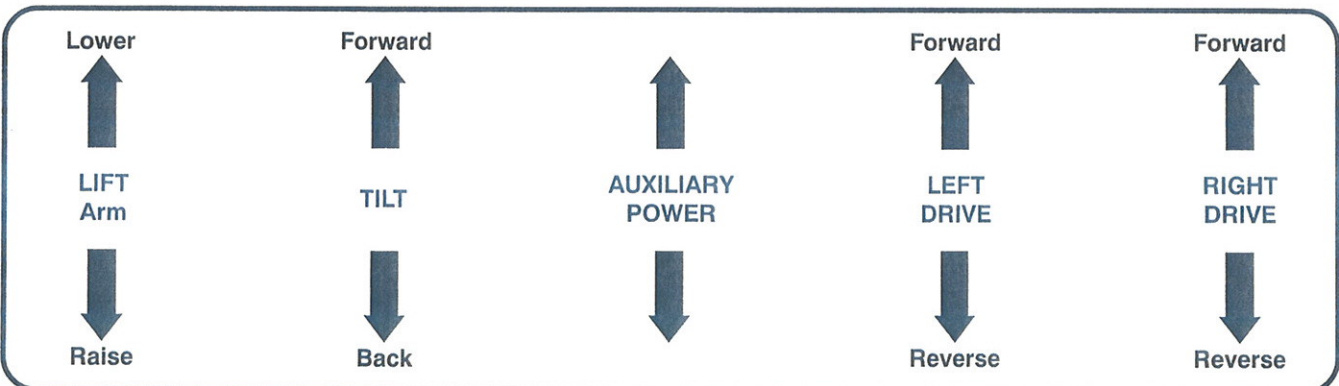 Lower
Forward
Forward
Forward
LIFT
Arm
TILT
AUXILIARY
POWER
LEFT
DRIVE
RIGHT
DRIVE
Raise
Back
Reverse
Reverse